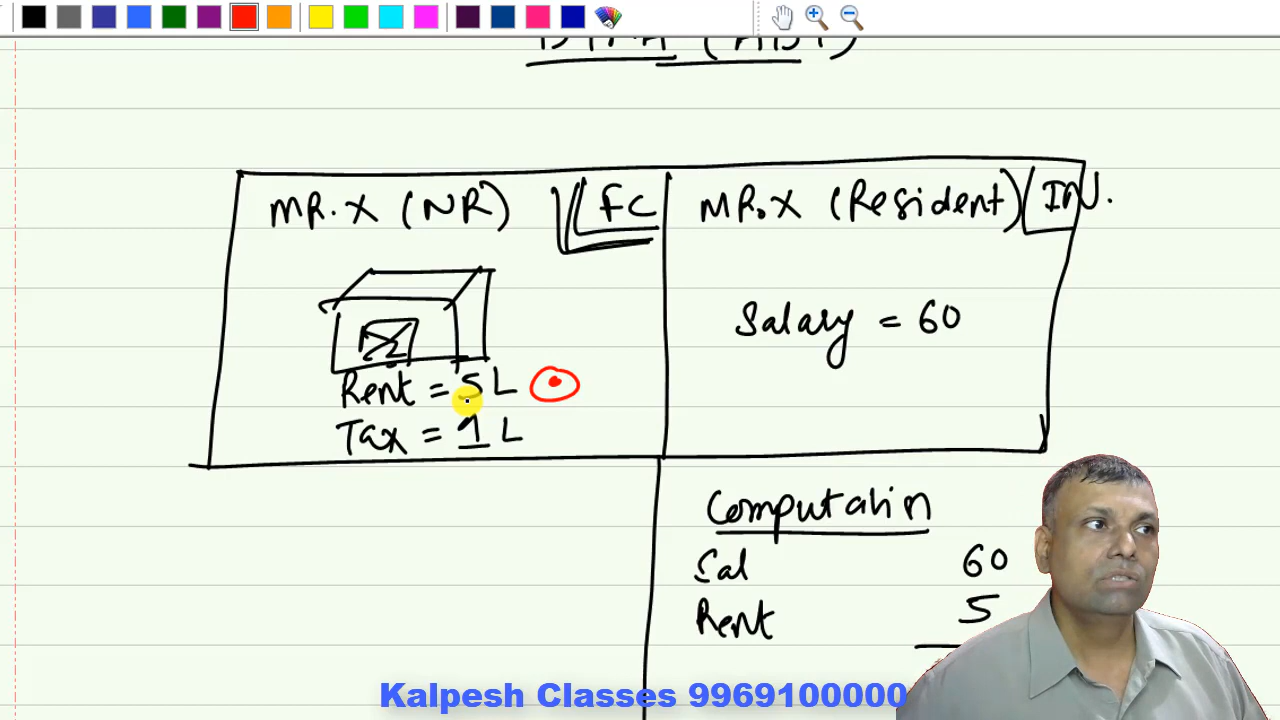 MR. X (NR) FC
MR. X (Resident) IN.
Salary = 60
Rent = 5 L
Tax = 1 L
Computatin
Sal 60
Rent 5
Kalpesh Classes 9969100000